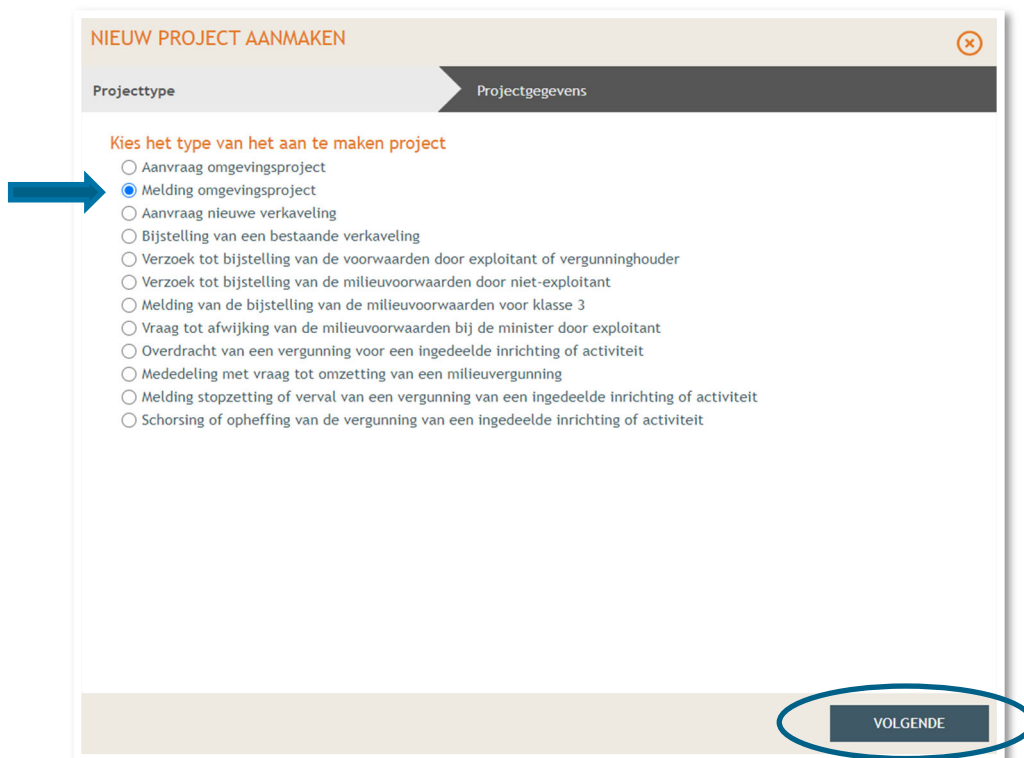 NIEUW PROJECT AANMAKEN
Projecttype
Projectgegevens
Kies het type van het aan te maken project
Aanvraag omgevingsproject
Melding omgevingsproject
Aanvraag nieuwe verkaveling
Bijstelling van een bestaande verkaveling
Verzoek tot bijstelling van de voorwaarden door exploitant of vergunninghouder
Verzoek tot bijstelling van de milieuvoorwaarden door niet-exploitant
Melding van de bijstelling van de milieuvoorwaarden voor klasse 3
Vraag tot afwijking van de milieuvoorwaarden bij de minister door exploitant
Overdracht van een vergunning voor een ingedeelde inrichting of activiteit
Mededeling met vraag tot omzetting van een milieuvergunning
Melding stopzetting of verval van een vergunning van een ingedeelde inrichting of activiteit
Schorsing of opheffing van de vergunning van een ingedeelde inrichting of activiteit
VOLGENDE